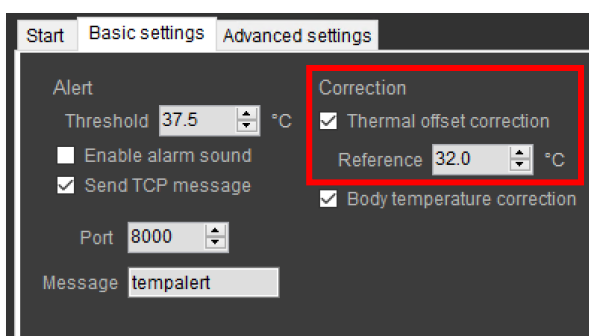 Start Basic settings Advanced settings
Alert
Threshold 37.5 °C
Enable alarm sound
Send TCP message
Port 8000
Message tempalert
Correction
Thermal offset correction
Reference 32.0 °C
Body temperature correction